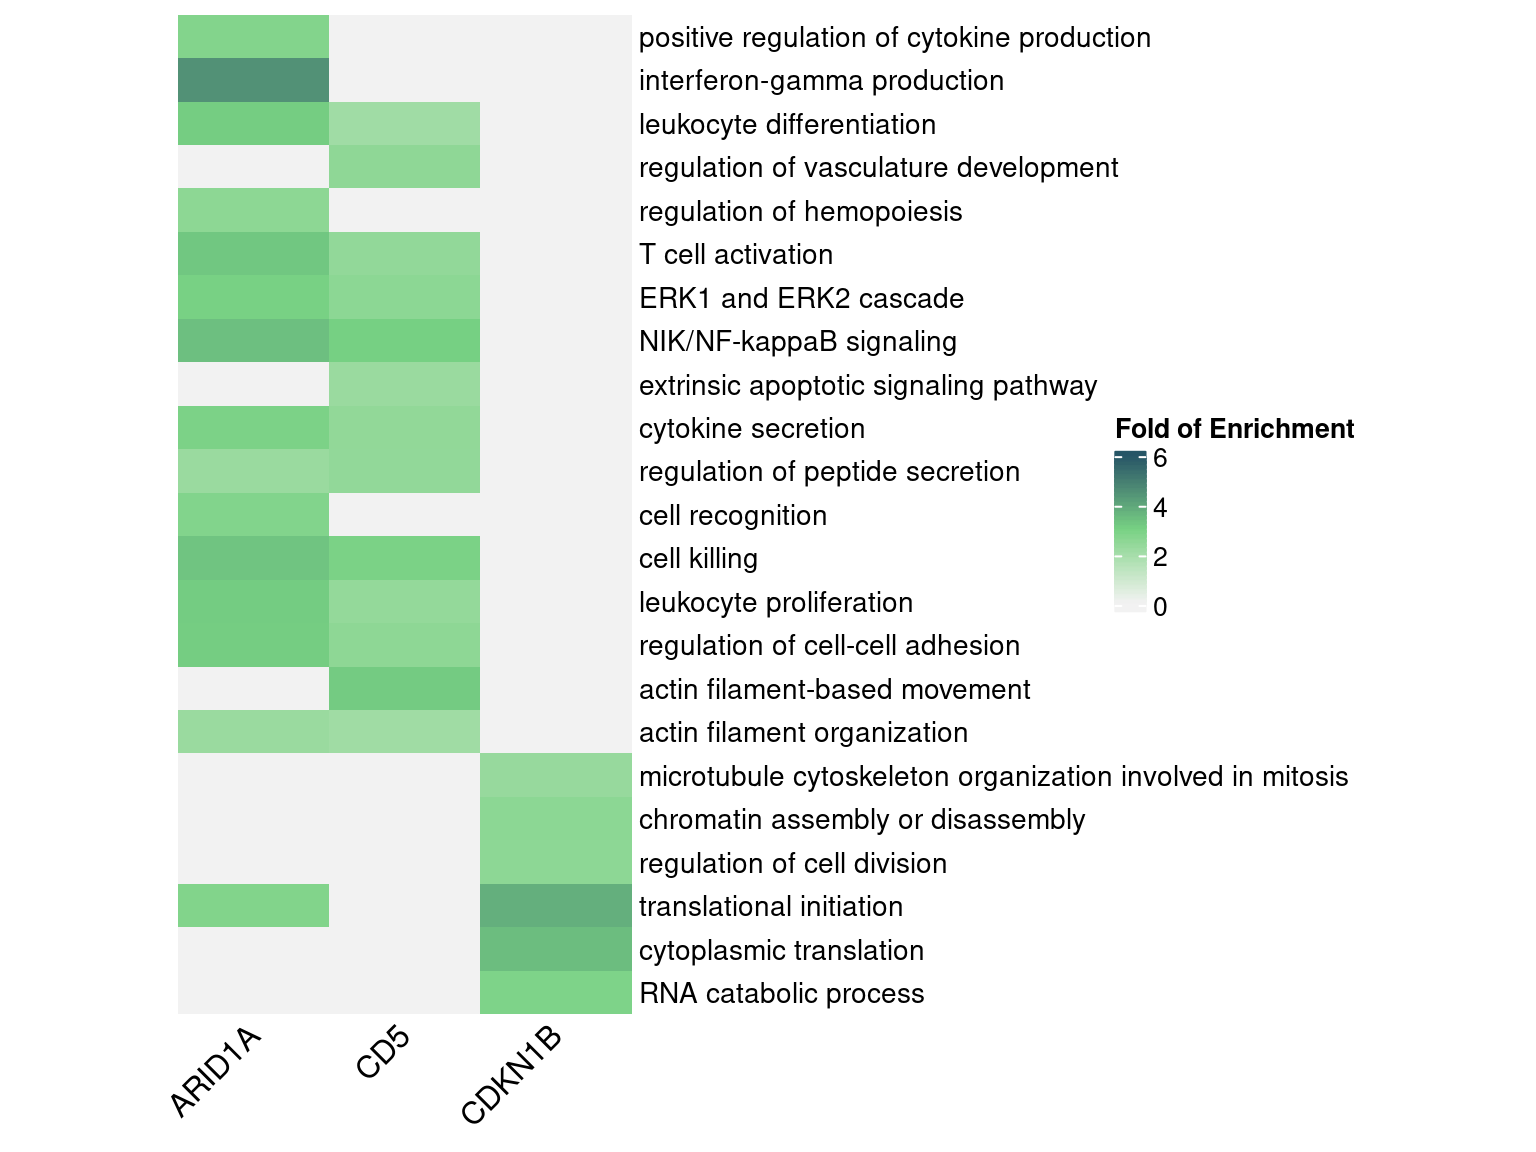 positive regulation of cytokine production
interferon-gamma production
leukocyte differentiation
regulation of vasculature development
regulation of hemopoiesis
T cell activation
ERK1 and ERK2 cascade
NIK/NF-kappaB signaling
extrinsic apoptotic signaling pathway
cytokine secretion
regulation of peptide secretion
cell recognition
cell killing
leukocyte proliferation
regulation of cell-cell adhesion
actin filament-based movement
actin filament organization
microtubule cytoskeleton organization involved in mitosis
chromatin assembly or disassembly
regulation of cell division
translational initiation
cytoplasmic translation
RNA catabolic process
Fold of Enrichment
6
4
2
0
ARID1A
CD5
CDKN1B